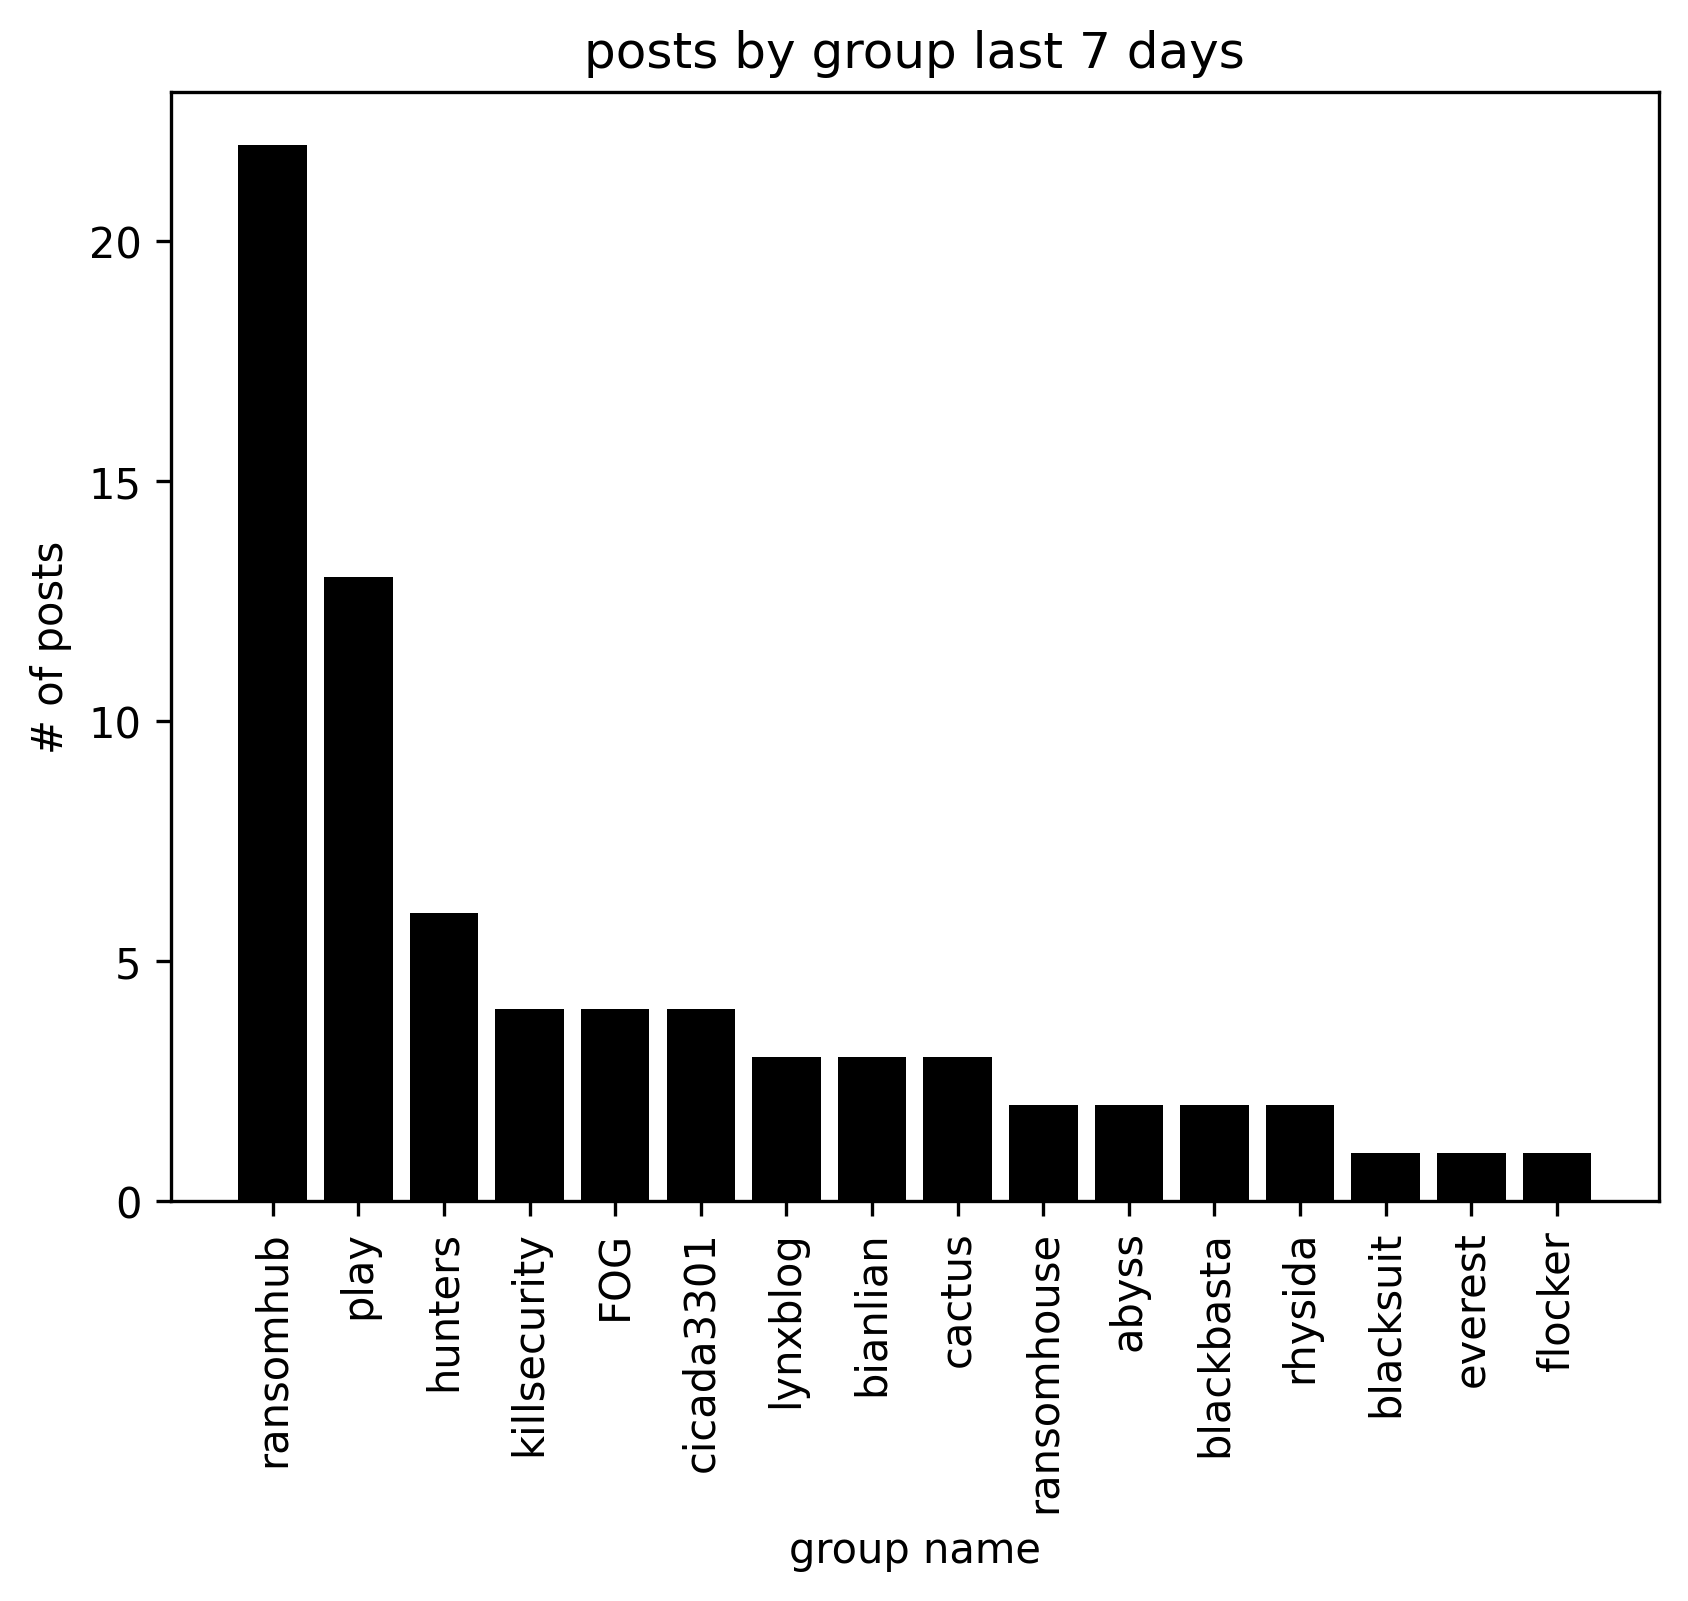 posts by group last 7 days
# of posts
20
15
10
5
0
ransomhub
play
hunters
killsecurity
FOG
cicada3301
lynxblog
bianlian
cactus
ransomhouse
abyss
blackbasta
rhysida
blacksuit
everest
flocker
group name